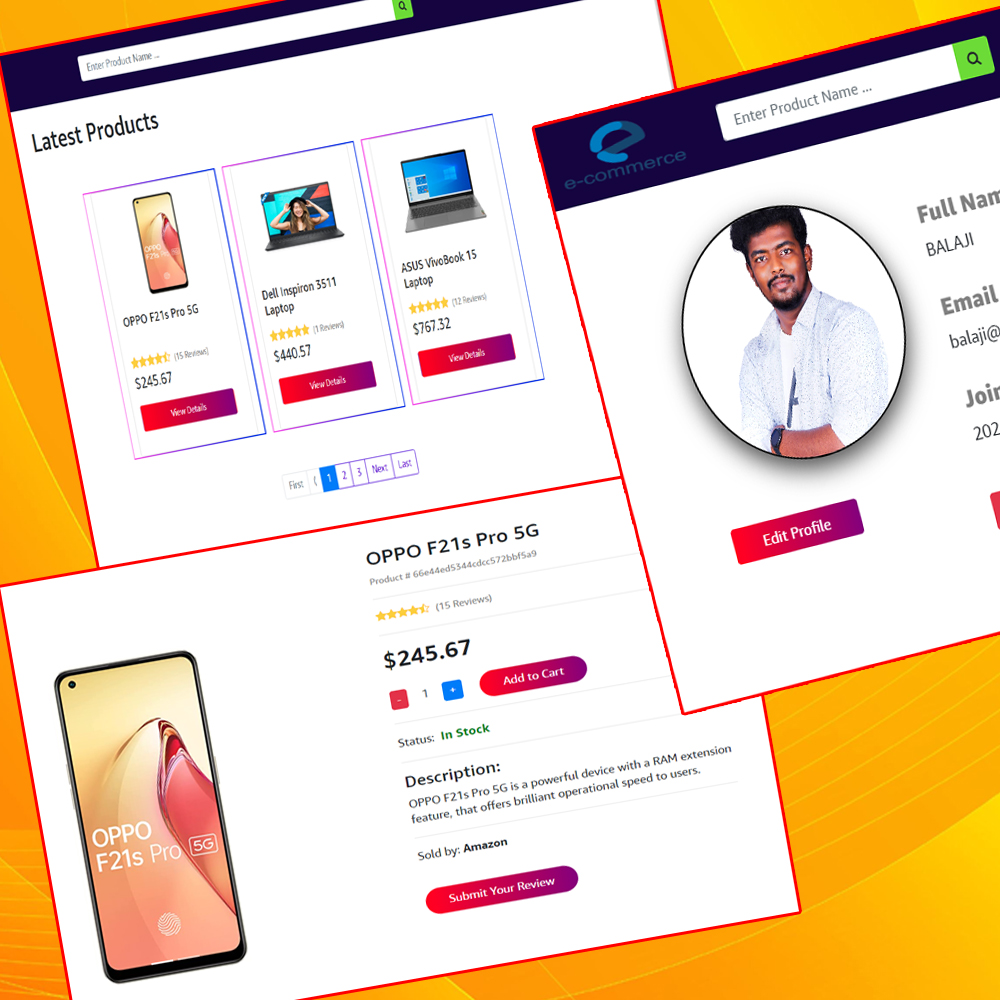 Enter Product Name ...
Latest Products
OPPO
F21s Pro 5G
OPPO F21s Pro 5G
(15 Reviews)
$245.67
View Details
Dell Inspiron 3511
Laptop
(1 Reviews)
$440.57
View Details
ASUS VivoBook 15
Laptop
(12 Reviews)
$767.32
View Details
First
⟨
1
2
3
Next
Last
e-commerce
Enter Product Name ...
Full Nam
BALAJI
Email
balaji@
Join
202
Edit Profile
OPPO
F21s Pro 5G
OPPO F21s Pro 5G
Product # 66e44ed5344cdcc572bbf5a9
(15 Reviews)
$245.67
-
1
+
Add to Cart
Status: In Stock
Description:
OPPO F21s Pro 5G is a powerful device with a RAM extension
feature, that offers brilliant operational speed to users.
Sold by: Amazon
Submit Your Review